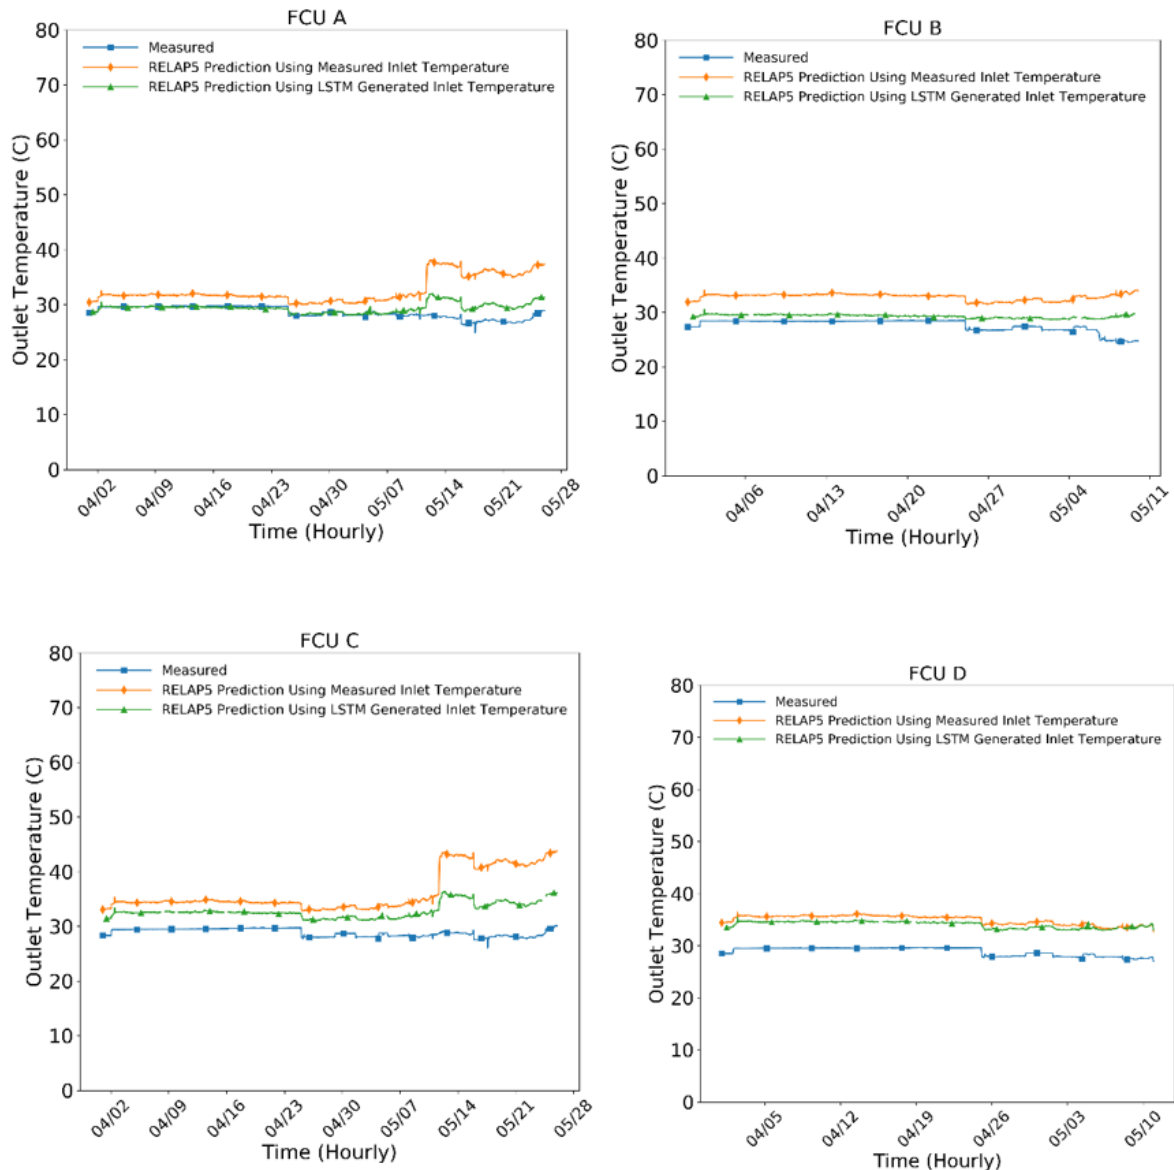 FCU A
Measured
RELAP5 Prediction Using Measured Inlet Temperature
RELAP5 Prediction Using LSTM Generated Inlet Temperature
Outlet Temperature (C)
80
70
60
50
40
30
20
10
0
04/02 04/09 04/16 04/23 04/30 05/07 05/14 05/21 05/28
Time (Hourly)
FCU B
Measured
RELAP5 Prediction Using Measured Inlet Temperature
RELAP5 Prediction Using LSTM Generated Inlet Temperature
Outlet Temperature (C)
80
70
60
50
40
30
20
10
0
04/06 04/13 04/20 04/27 05/04 05/11
Time (Hourly)
FCU C
Measured
RELAP5 Prediction Using Measured Inlet Temperature
RELAP5 Prediction Using LSTM Generated Inlet Temperature
Outlet Temperature (C)
80
70
60
50
40
30
20
10
0
04/02 04/09 04/16 04/23 04/30 05/07 05/14 05/21 05/28
Time (Hourly)
FCU D
Measured
RELAP5 Prediction Using Measured Inlet Temperature
RELAP5 Prediction Using LSTM Generated Inlet Temperature
Outlet Temperature (C)
80
70
60
50
40
30
20
10
0
04/05 04/12 04/19 04/26 05/03 05/10
Time (Hourly)